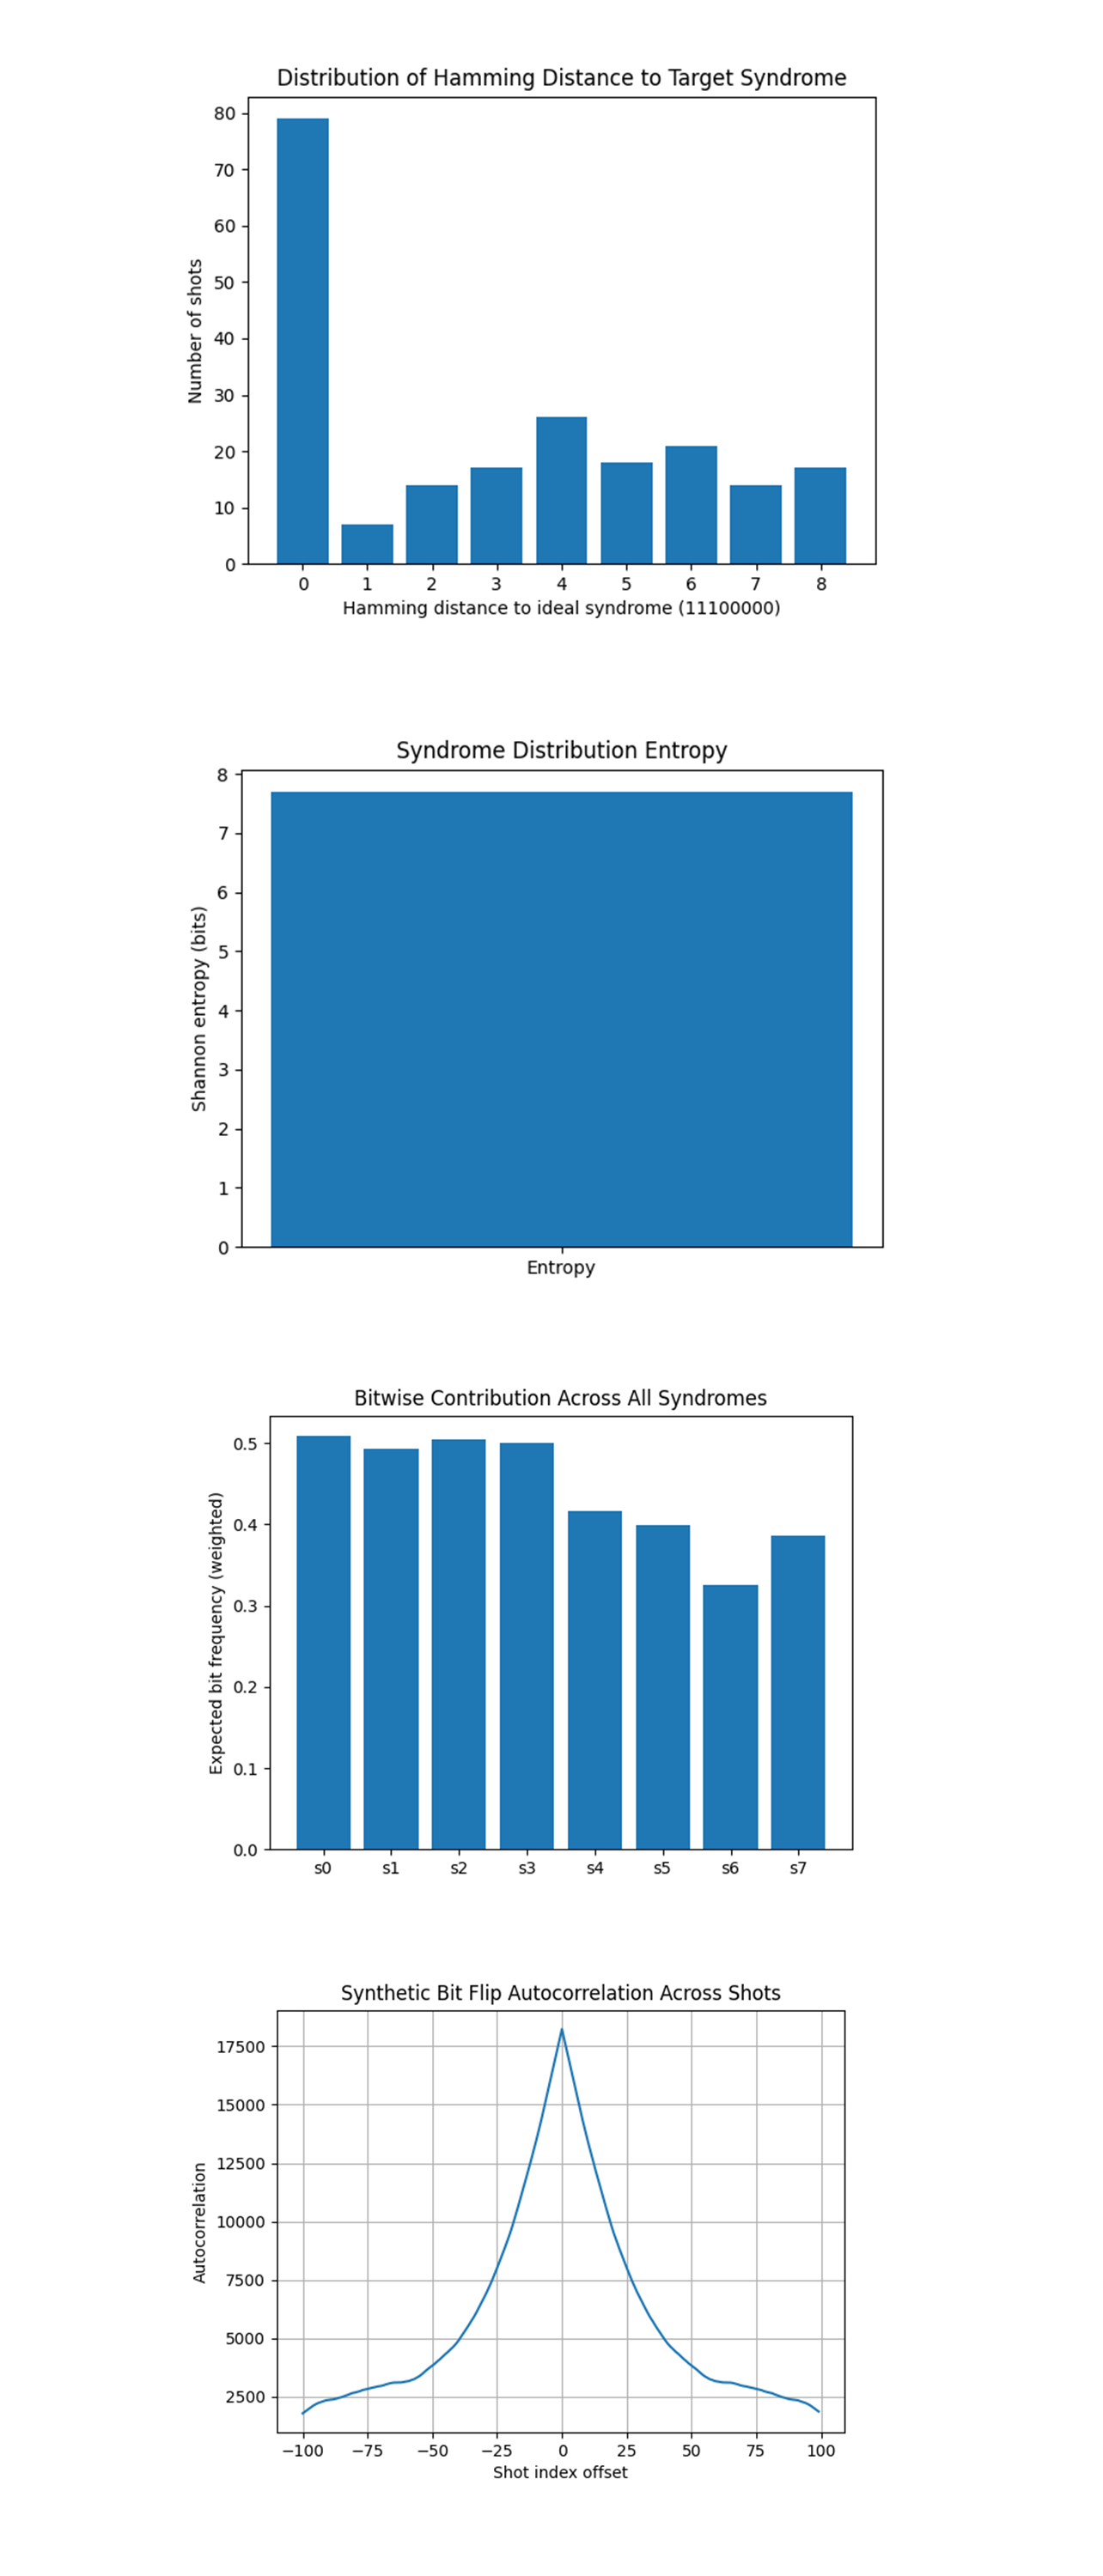 Distribution of Hamming Distance to Target Syndrome
80
70
60
50
40
30
20
10
0
Number of shots
0 1 2 3 4 5 6 7 8
Hamming distance to ideal syndrome (11100000)
Syndrome Distribution Entropy
8
7
6
5
4
3
2
1
0
Shannon entropy (bits)
Entropy
Bitwise Contribution Across All Syndromes
0.5
0.4
0.3
0.2
0.1
0.0
Expected bit frequency (weighted)
s0 s1 s2 s3 s4 s5 s6 s7
Synthetic Bit Flip Autocorrelation Across Shots
17500
15000
12500
10000
7500
5000
2500
Autocorrelation
−100 −75 −50 −25 0 25 50 75 100
Shot index offset